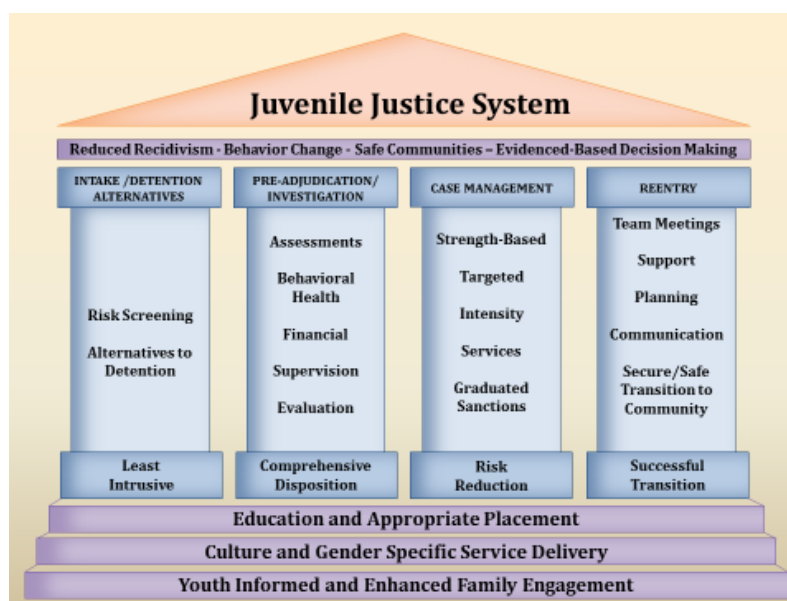 Juvenile Justice System
Reduced Recidivism - Behavior Change - Safe Communities – Evidenced-Based Decision Making
INTAKE /DETENTION
ALTERNATIVES
Risk Screening
Alternatives to
Detention
Least
Intrusive
PRE-ADJUDICATION/
INVESTIGATION
Assessments
Behavioral
Health
Financial
Supervision
Evaluation
Comprehensive
Disposition
CASE MANAGEMENT
Strength-Based
Targeted
Intensity
Services
Graduated
Sanctions
Risk
Reduction
REENTRY
Team Meetings
Support
Planning
Communication
Secure/Safe
Transition to
Community
Successful
Transition
Education and Appropriate Placement
Culture and Gender Specific Service Delivery
Youth Informed and Enhanced Family Engagement